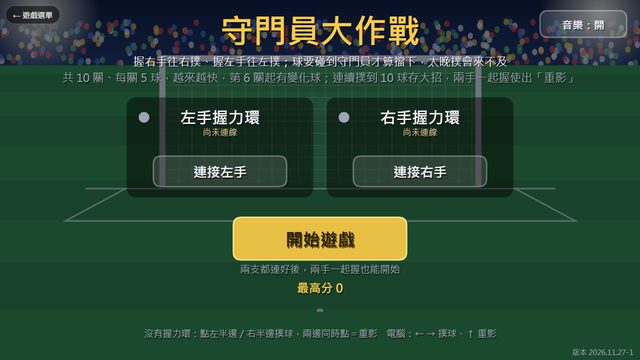 ← 遊戲選單
音樂：開
守門員大作戰
握右手往右撲、握左手往左撲；球要碰到守門員才算擋下，太晚撲會來不及
共 10 關、每關 5 球，越來越快，第 6 關起有變化球；連續撲到 10 球存大招，兩手一起握使出「重影」
左手握力環
尚未連線
連接左手
右手握力環
尚未連線
連接右手
開始遊戲
兩支都連好後，兩手一起握也能開始
最高分 0
沒有握力環：點左半邊 / 右半邊撲球，兩邊同時點＝重影　電腦：← → 撲球、↑ 重影
版本 2026.11.27-1